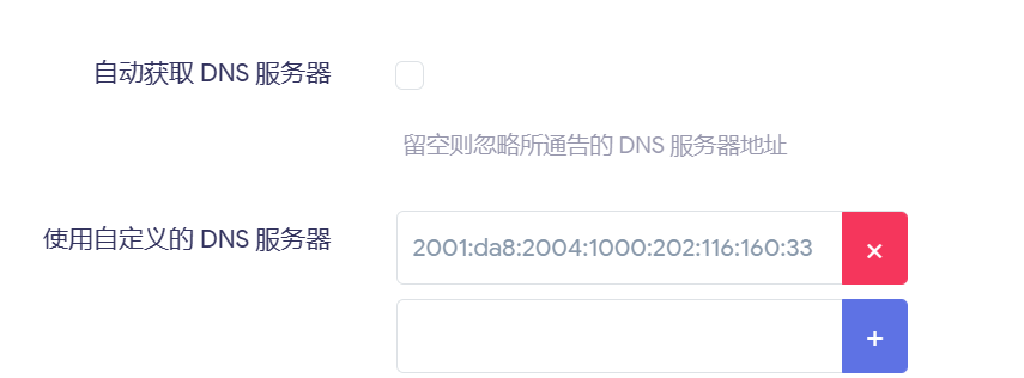 自动获取 DNS 服务器
留空则忽略所通告的 DNS 服务器地址
使用自定义的 DNS 服务器
2001:da8:2004:1000:202:116:160:33
×
+